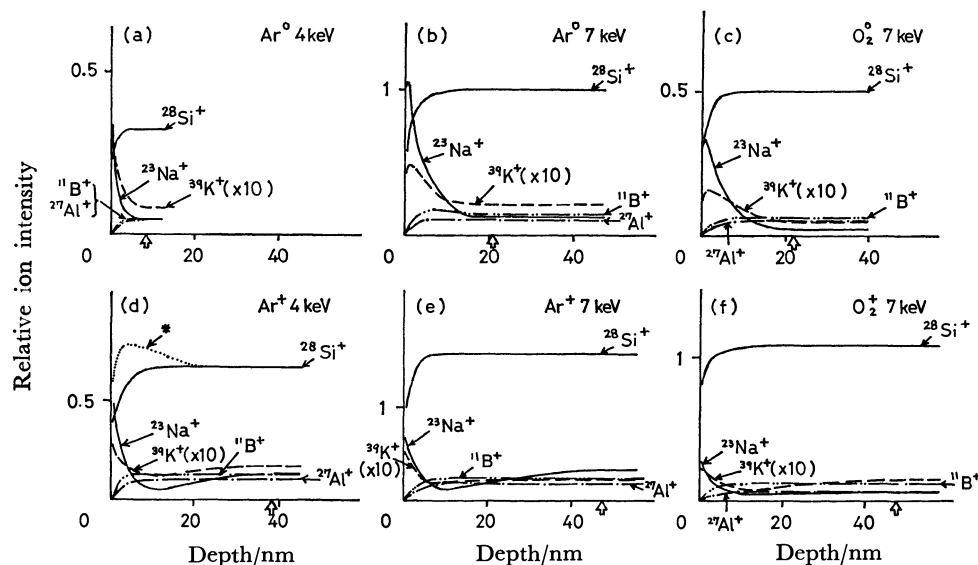 Relative ion intensity
(a) Ar⁰ 4 keV
0.5
²⁸Si⁺
²³Na⁺
³⁹K⁺(x10)
¹¹B⁺
²⁷Al⁺
0 20 40
(b) Ar⁰ 7 keV
1
²⁸Si⁺
²³Na⁺
³⁹K⁺(x10)
¹¹B⁺
²⁷Al⁺
0 20 40
(c) O₂⁰ 7 keV
0.5
²⁸Si⁺
²³Na⁺
³⁹K⁺(x10)
¹¹B⁺
²⁷Al⁺
0 20 40
(d) Ar⁺ 4 keV
*
²⁸Si⁺
0.5
²³Na⁺
³⁹K⁺(x10)
¹¹B⁺
²⁷Al⁺
0 20 40
Depth/nm
(e) Ar⁺ 7 keV
²⁸Si⁺
1
²³Na⁺
³⁹K⁺
(x10)
¹¹B⁺
²⁷Al⁺
0 20 40
Depth/nm
(f) O₂⁺ 7 keV
²⁸Si⁺
1
²³Na⁺
³⁹K⁺(x10)
¹¹B⁺
²⁷Al⁺
0 20 40
Depth/nm